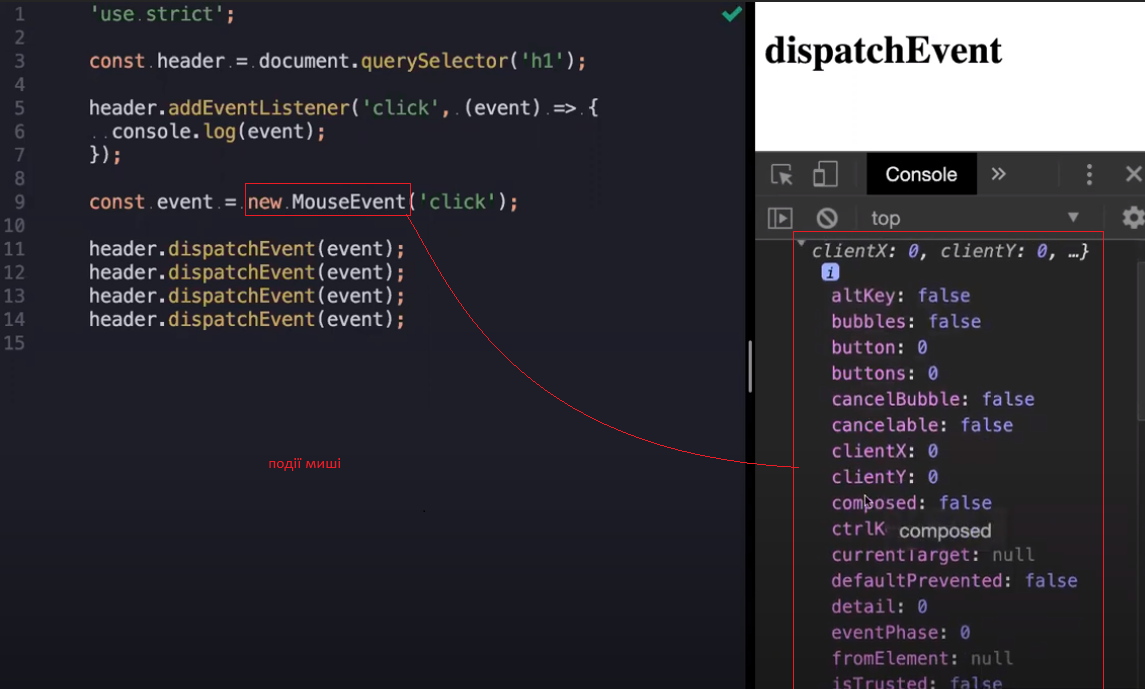 1 'use strict';
2
3 const header = document.querySelector('h1');
4
5 header.addEventListener('click', (event) => {
6 console.log(event);
7 });
8
9 const event = new MouseEvent('click');
10
11 header.dispatchEvent(event);
12 header.dispatchEvent(event);
13 header.dispatchEvent(event);
14 header.dispatchEvent(event);
15
події миші
dispatchEvent
Console »
top
clientX: 0, clientY: 0, …}
i
altKey: false
bubbles: false
button: 0
buttons: 0
cancelBubble: false
cancelable: false
clientX: 0
clientY: 0
composed: false
ctrlK composed
currentTarget: null
defaultPrevented: false
detail: 0
eventPhase: 0
fromElement: null
isTrusted: false